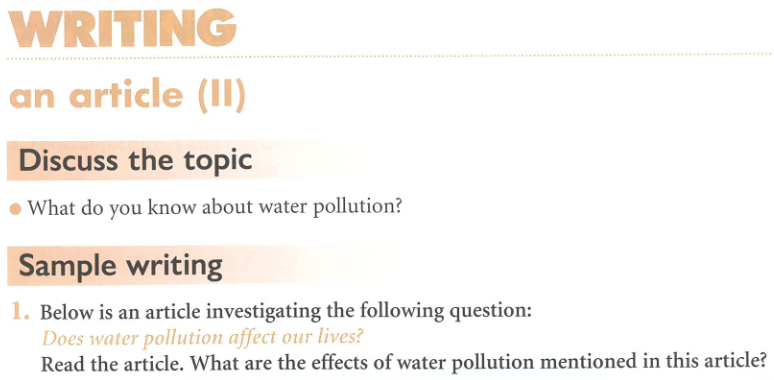 WRITING
an article (II)
Discuss the topic
● What do you know about water pollution?
Sample writing
1. Below is an article investigating the following question:
Does water pollution affect our lives?
Read the article. What are the effects of water pollution mentioned in this article?